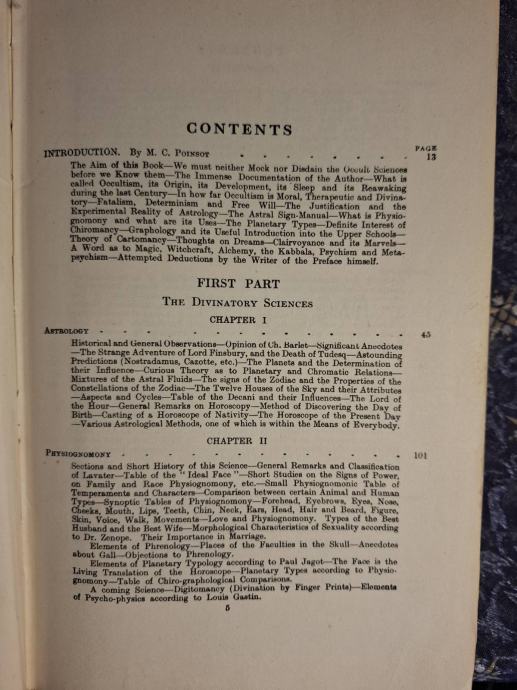 CONTENTS
PAGE
INTRODUCTION. By M. C. Poinsot . . . . . . . 13
The Aim of this Book—We must neither Mock nor Disdain the Occult Sciences
before we Know them—The Immense Documentation of the Author—What is
called Occultism, its Origin, its Development, its Sleep and its Reawaking
during the last Century—In how far Occultism is Moral, Therapeutic and Divina-
tory—Fatalism, Determinism and Free Will—The Justification and the
Experimental Reality of Astrology—The Astral Sign-Manual—What is Physio-
gnomony and what are its Uses—The Planetary Types—Definite Interest of
Chiromancy—Graphology and its Useful Introduction into the Upper Schools—
Theory of Cartomancy—Thoughts on Dreams—Clairvoyance and its Marvels—
A Word as to Magic, Witchcraft, Alchemy, the Kabbala, Psychism and Meta-
psychism—Attempted Deductions by the Writer of the Preface himself.
FIRST PART
The Divinatory Sciences
CHAPTER I
Astrology . . . . . . . . . . . 45
Historical and General Observations—Opinion of Ch. Barlet—Significant Anecdotes
—The Strange Adventure of Lord Finsbury, and the Death of Tudesq—Astounding
Predictions (Nostradamus, Cazotte, etc.)—The Planets and the Determination of
their Influence—Curious Theory as to Planetary and Chromatic Relations—
Mixtures of the Astral Fluids—The signs of the Zodiac and the Properties of the
Constellations of the Zodiac—The Twelve Houses of the Sky and their Attributes
—Aspects and Cycles—Table of the Decani and their Influences—The Lord of
the Hour—General Remarks on Horoscopy—Method of Discovering the Day of
Birth—Casting of a Horoscope of Nativity—The Horoscope of the Present Day
—Various Astrological Methods, one of which is within the Means of Everybody.
CHAPTER II
Physiognomony . . . . . . . . . . 101
Sections and Short History of this Science—General Remarks and Classification
of Lavater—Table of the "Ideal Face"—Short Studies on the Signs of Power,
on Family and Race Physiognomony, etc.—Small Physiognomonic Table of
Temperaments and Characters—Comparison between certain Animal and Human
Types—Synoptic Tables of Physiognomony—Forehead, Eyebrows, Eyes, Nose,
Cheeks, Mouth, Lips, Teeth, Chin, Neck, Ears, Head, Hair and Beard, Figure,
Skin, Voice, Walk, Movements—Love and Physiognomony. Types of the Best
Husband and the Best Wife—Morphological Characteristics of Sexuality according
to Dr. Zenope. Their Importance in Marriage.
Elements of Phrenology—Places of the Faculties in the Skull—Anecdotes
about Gall—Objections to Phrenology.
Elements of Planetary Typology according to Paul Jagot—The Face is the
Living Translation of the Horoscope—Planetary Types according to Physio-
gnomony—Table of Chiro-graphological Comparisons.
A coming Science—Digitomancy (Divination by Finger Prints)—Elements
of Psycho-physics according to Louis Gastin.
5